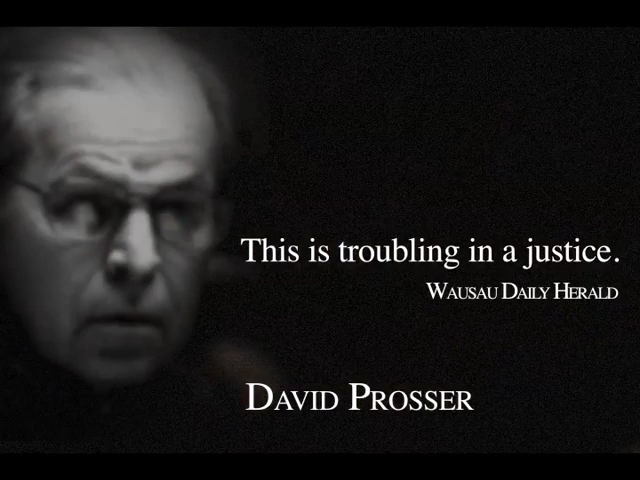 This is troubling in a justice.
WAUSAU DAILY HERALD
DAVID PROSSER